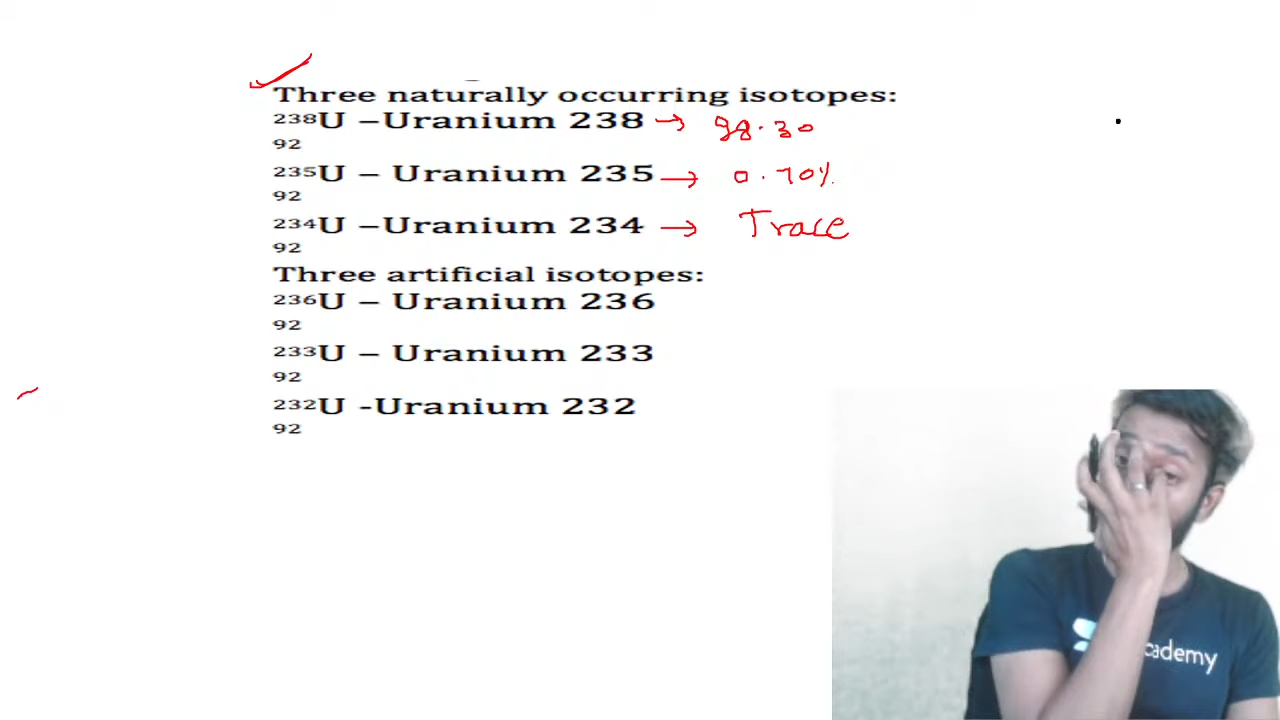 Three naturally occurring isotopes:
²³⁸U –Uranium 238 → 98.30
92
²³⁵U – Uranium 235 → 0.70%
92
²³⁴U –Uranium 234 → Trace
92
Three artificial isotopes:
²³⁶U – Uranium 236
92
²³³U – Uranium 233
92
²³²U -Uranium 232
92
cademy